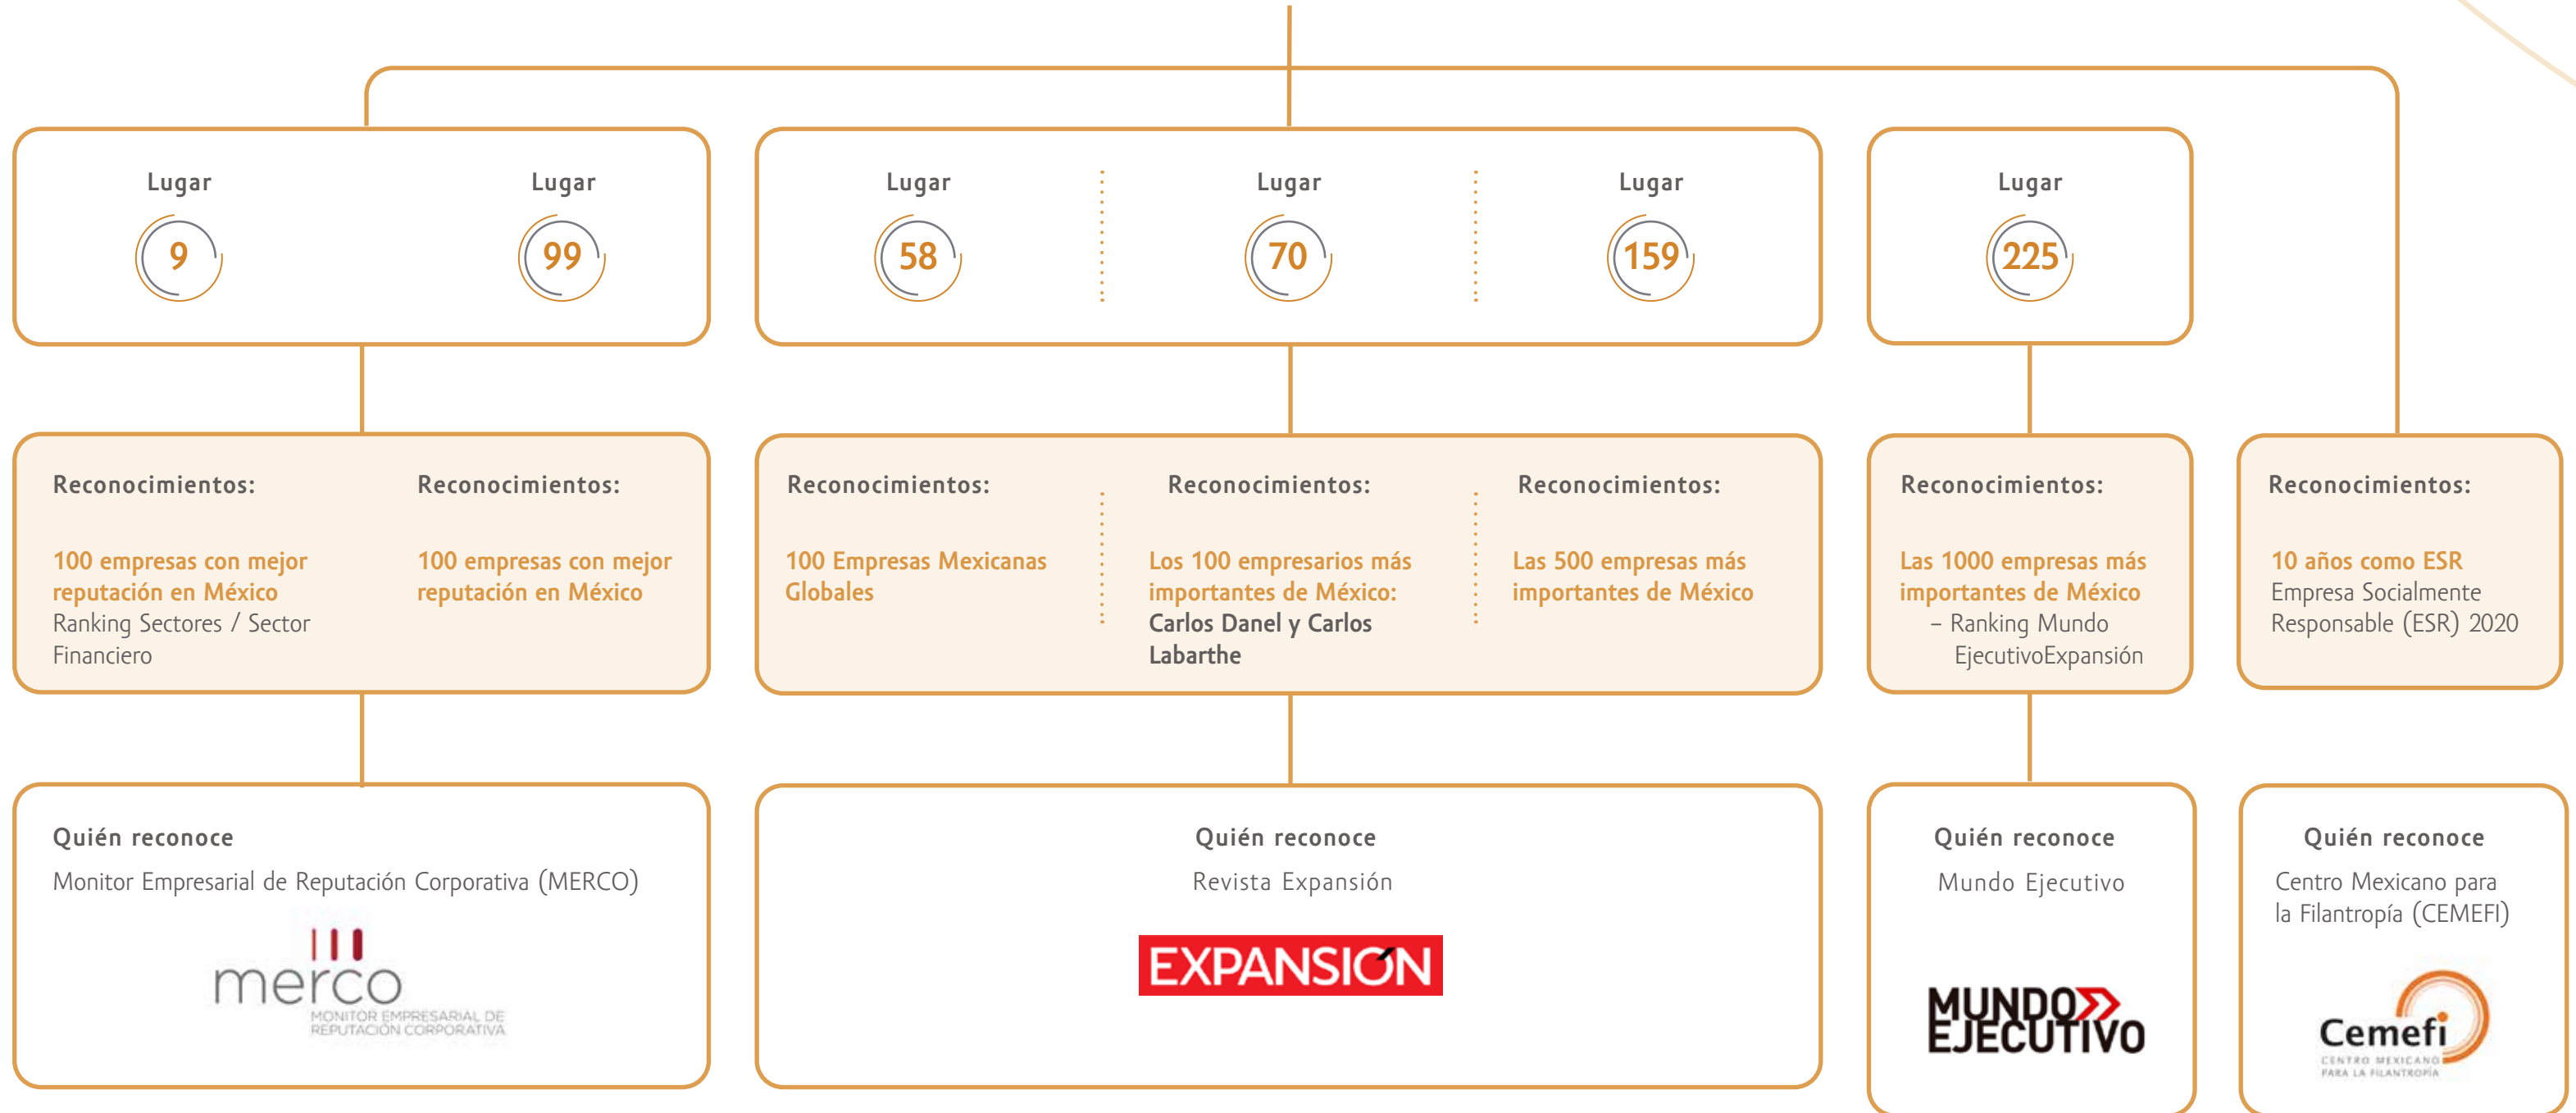 Lugar
9
Lugar
99
Lugar
58
Lugar
70
Lugar
159
Lugar
225
Reconocimientos:
100 empresas con mejor
reputación en México
Ranking Sectores / Sector
Financiero
Reconocimientos:
100 empresas con mejor
reputación en México
Reconocimientos:
100 Empresas Mexicanas
Globales
Reconocimientos:
Los 100 empresarios más
importantes de México:
Carlos Danel y Carlos
Labarthe
Reconocimientos:
Las 500 empresas más
importantes de México
Reconocimientos:
Las 1000 empresas más
importantes de México
– Ranking Mundo
EjecutivoExpansión
Reconocimientos:
10 años como ESR
Empresa Socialmente
Responsable (ESR) 2020
Quién reconoce
Monitor Empresarial de Reputación Corporativa (MERCO)
merco
MONITOR EMPRESARIAL DE
REPUTACIÓN CORPORATIVA
Quién reconoce
Revista Expansión
EXPANSIÓN
Quién reconoce
Mundo Ejecutivo
MUNDO
EJECUTIVO
Quién reconoce
Centro Mexicano para
la Filantropía (CEMEFI)
Cemefi
CENTRO MEXICANO
PARA LA FILANTROPÍA